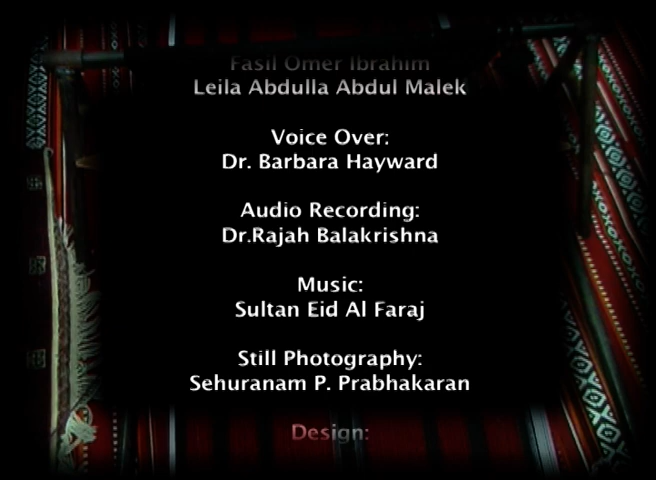 Fasil Omer Ibrahim
Leila Abdulla Abdul Malek
Voice Over:
Dr. Barbara Hayward
Audio Recording:
Dr.Rajah Balakrishna
Music:
Sultan Eid Al Faraj
Still Photography:
Sehuranam P. Prabhakaran
Design: